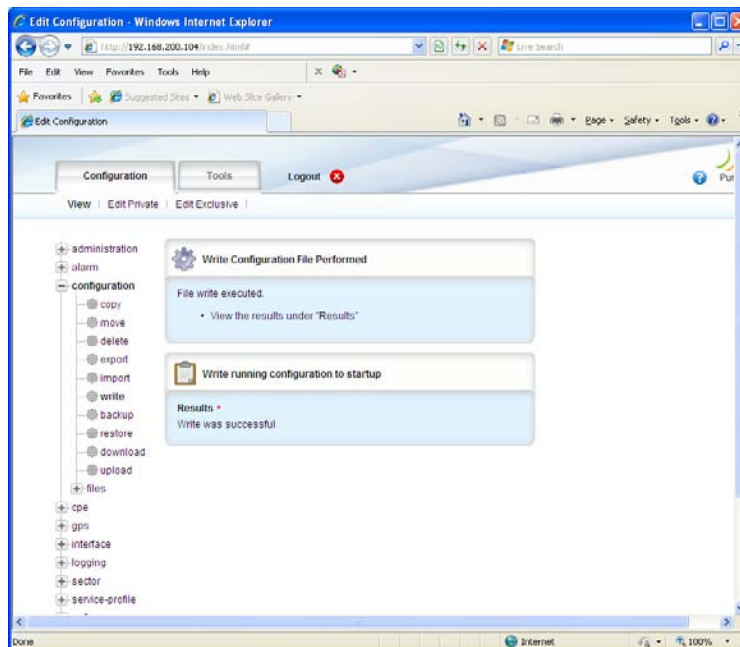 Edit Configuration - Windows Internet Explorer
http://192.168.200.104/index.html#
Live Search
File Edit View Favorites Tools Help
Favorites Suggested Sites Web Slice Gallery
Edit Configuration
Page Safety Tools
Configuration Tools Logout
View Edit Private Edit Exclusive
administration
alarm
configuration
copy
move
delete
export
import
write
backup
restore
download
upload
files
cpe
gps
interface
logging
sector
service-profile
Write Configuration File Performed
File write executed.
• View the results under "Results"
Write running configuration to startup
Results *
Write was successful
Done Internet 100%